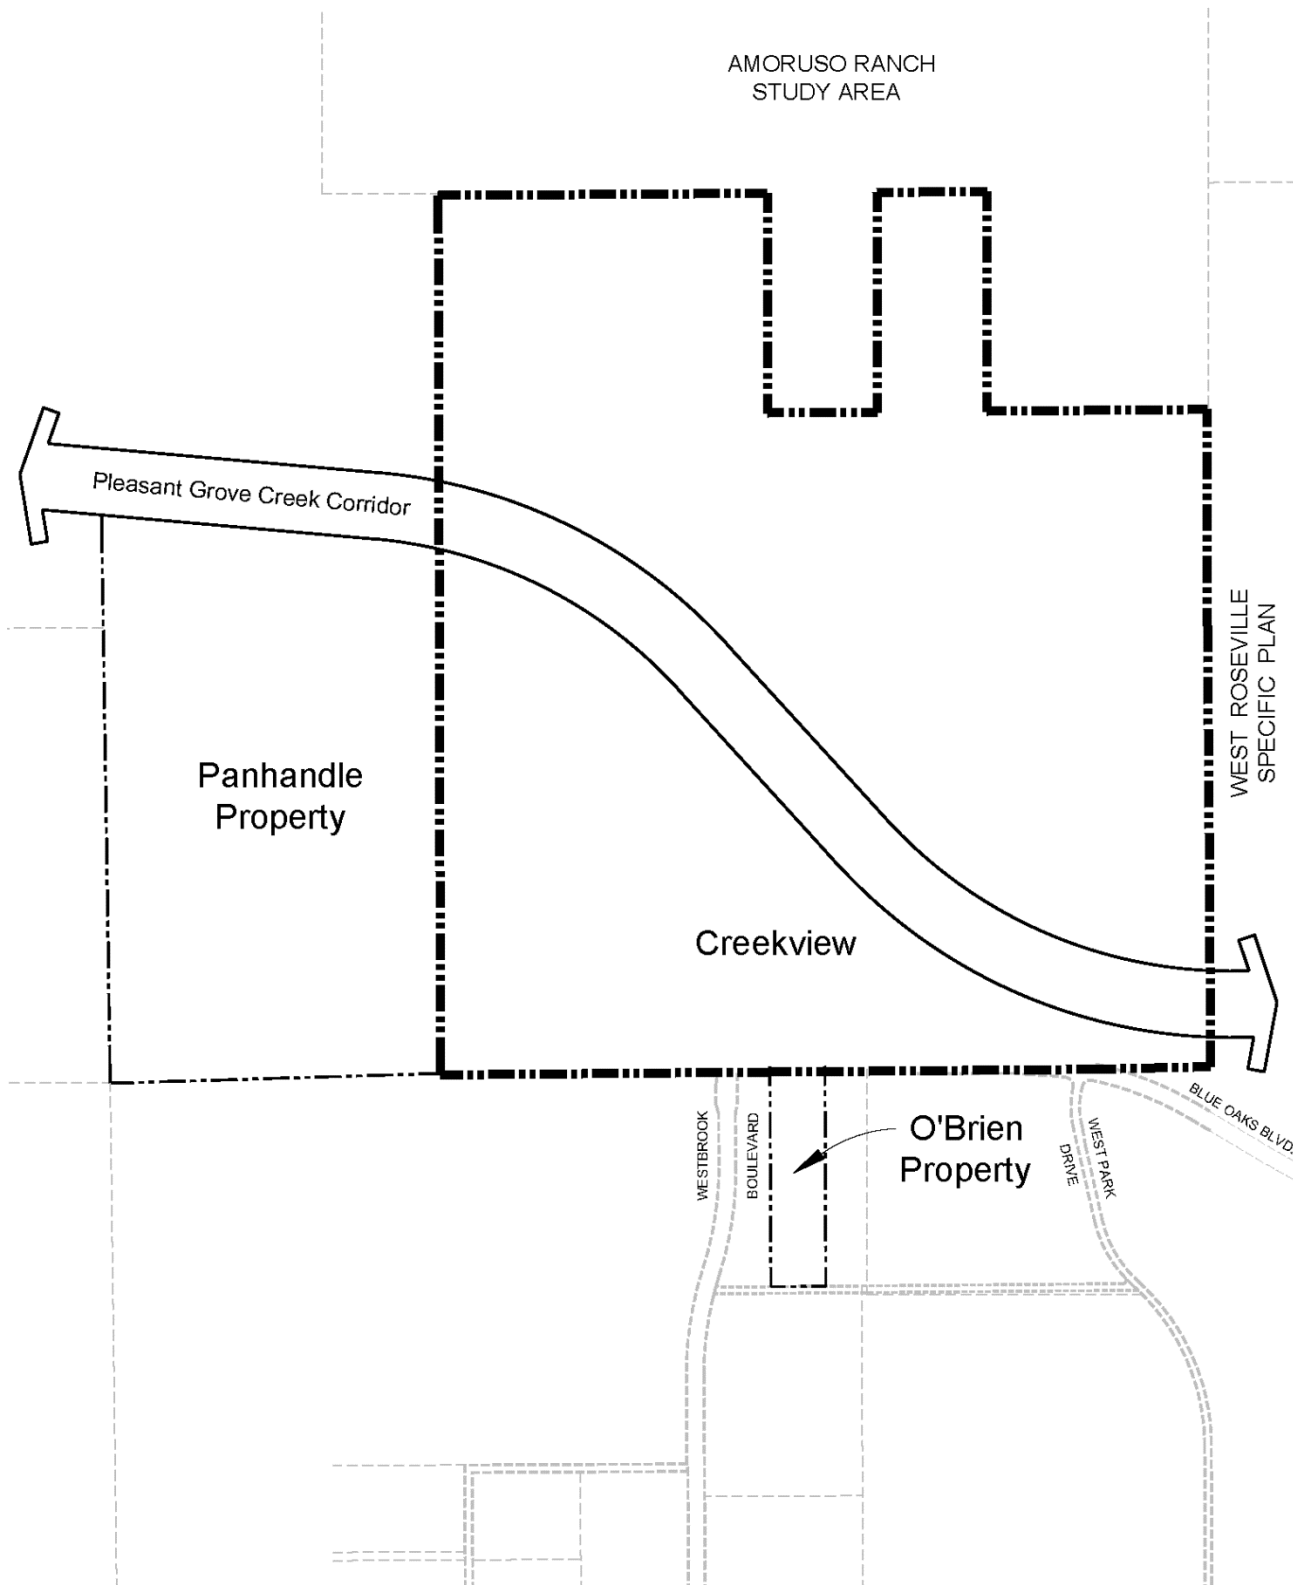 AMORUSO RANCH
STUDY AREA
Pleasant Grove Creek Corridor
WEST ROSEVILLE
SPECIFIC PLAN
Panhandle
Property
Creekview
WESTBROOK
BOULEVARD
O'Brien
Property
WEST PARK
DRIVE
BLUE OAKS BLVD.